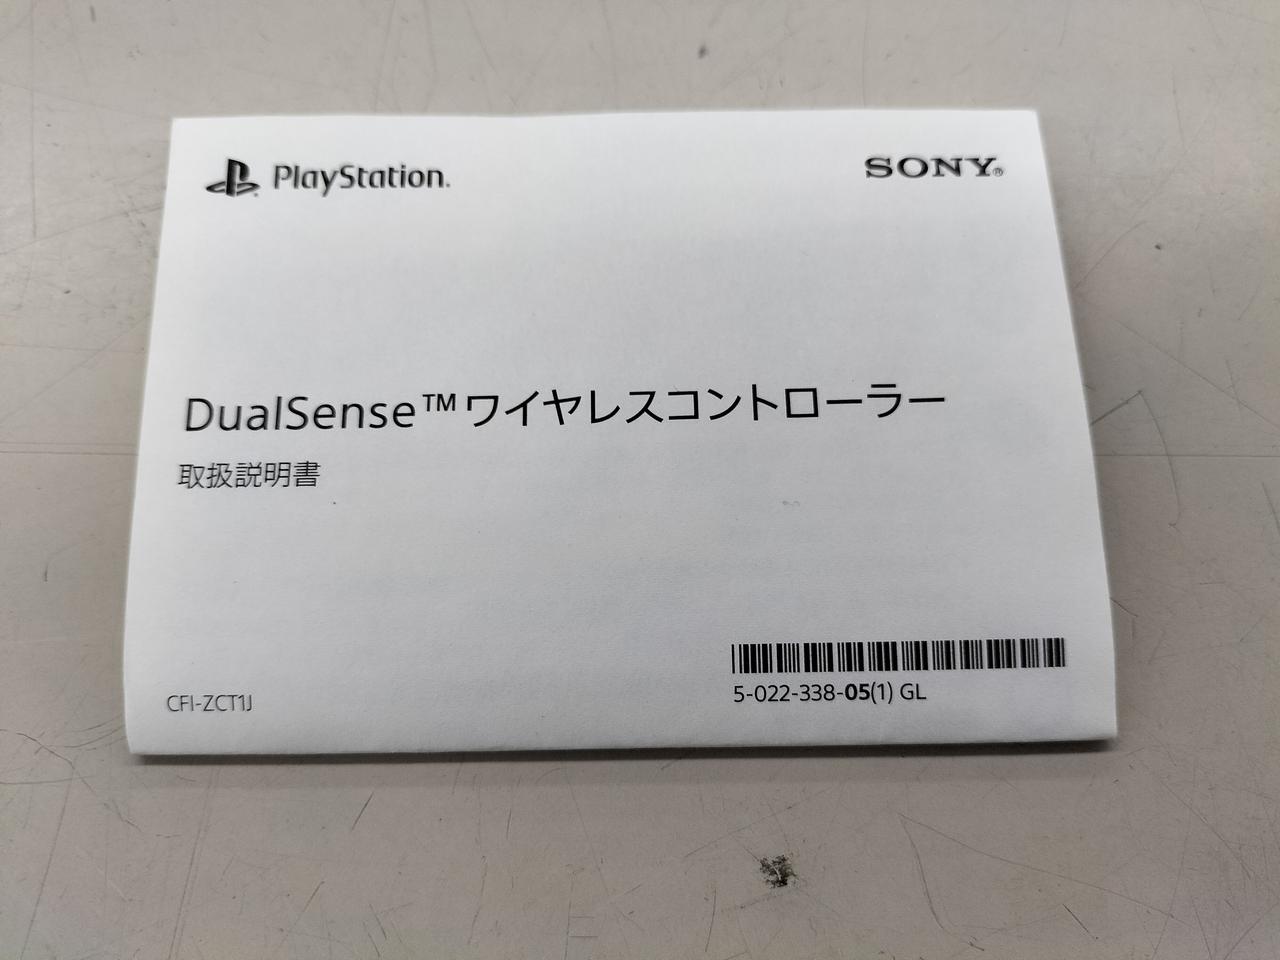 PlayStation®
SONY®
DualSense™ワイヤレスコントローラー
取扱説明書
CFI-ZCT1J
5-022-338-05(1) GL